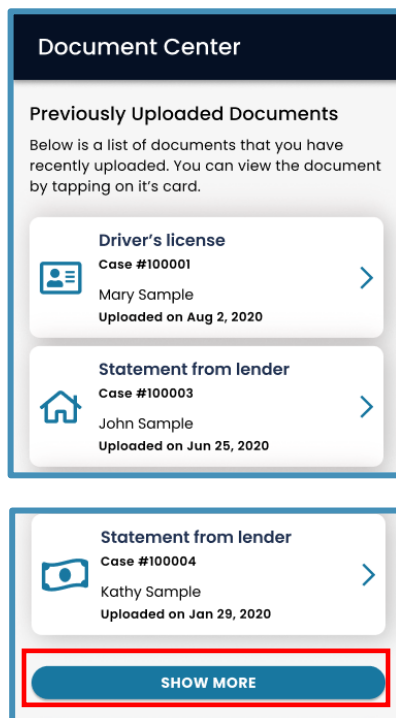 Document Center
Previously Uploaded Documents
Below is a list of documents that you have
recently uploaded. You can view the document
by tapping on it's card.
Driver's license
Case #100001
Mary Sample
Uploaded on Aug 2, 2020
Statement from lender
Case #100003
John Sample
Uploaded on Jun 25, 2020
Statement from lender
Case #100004
Kathy Sample
Uploaded on Jan 29, 2020
SHOW MORE